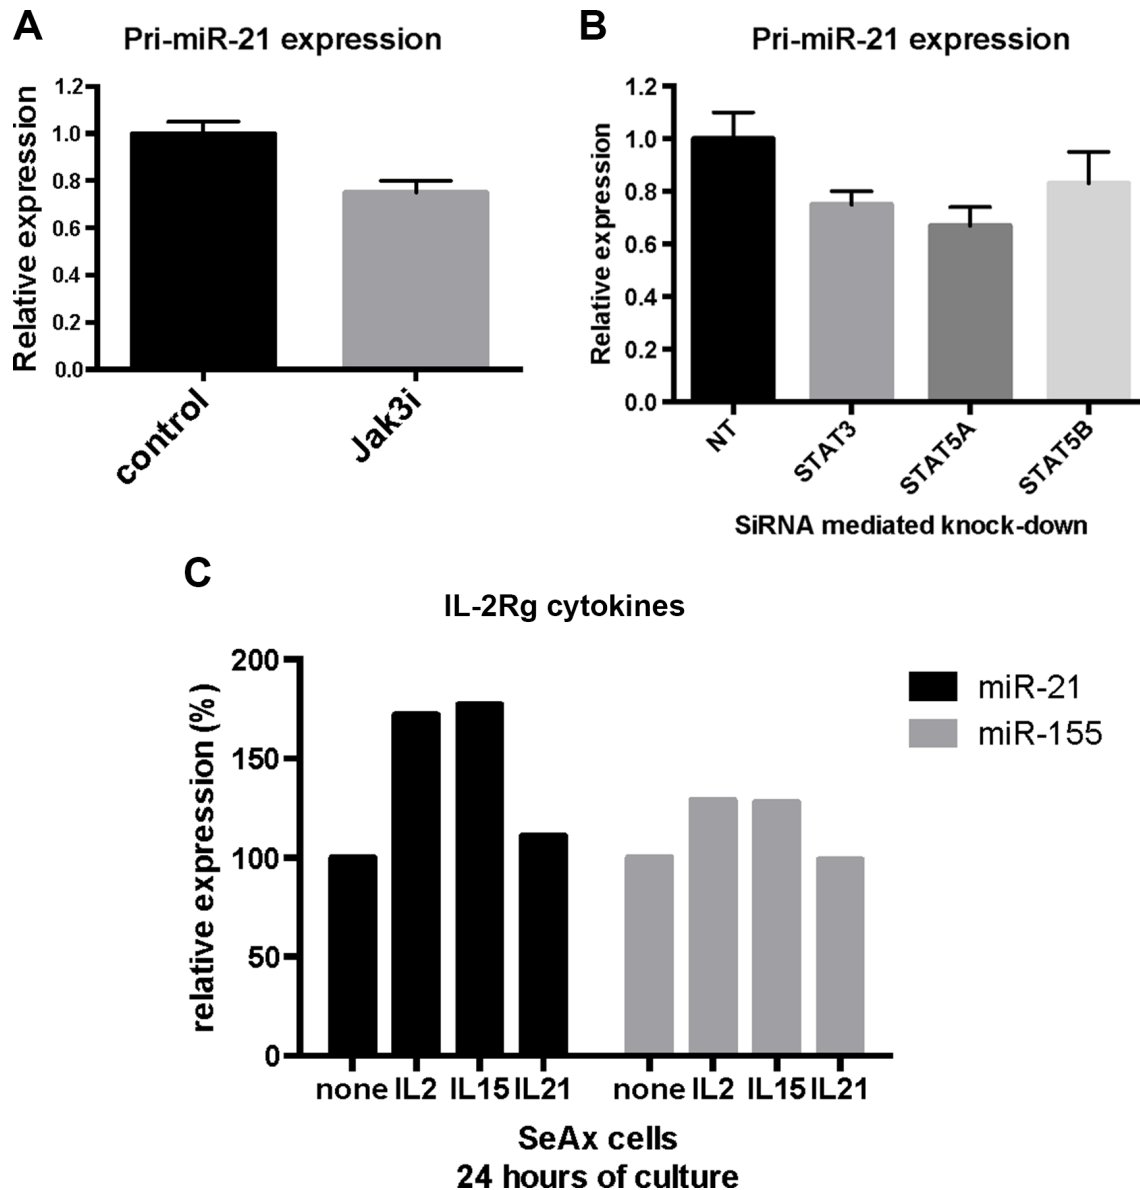 A
Pri-miR-21 expression
Relative expression
1.2
1.0
0.8
0.6
0.4
0.2
0.0
control
Jak3i
B
Pri-miR-21 expression
Relative expression
1.2
1.0
0.8
0.6
0.4
0.2
0.0
NT
STAT3
STAT5A
STAT5B
SiRNA mediated knock-down
C
IL-2Rg cytokines
relative expression (%)
200
150
100
50
0
miR-21
miR-155
none IL2 IL15 IL21 none IL2 IL15 IL21
SeAx cells
24 hours of culture